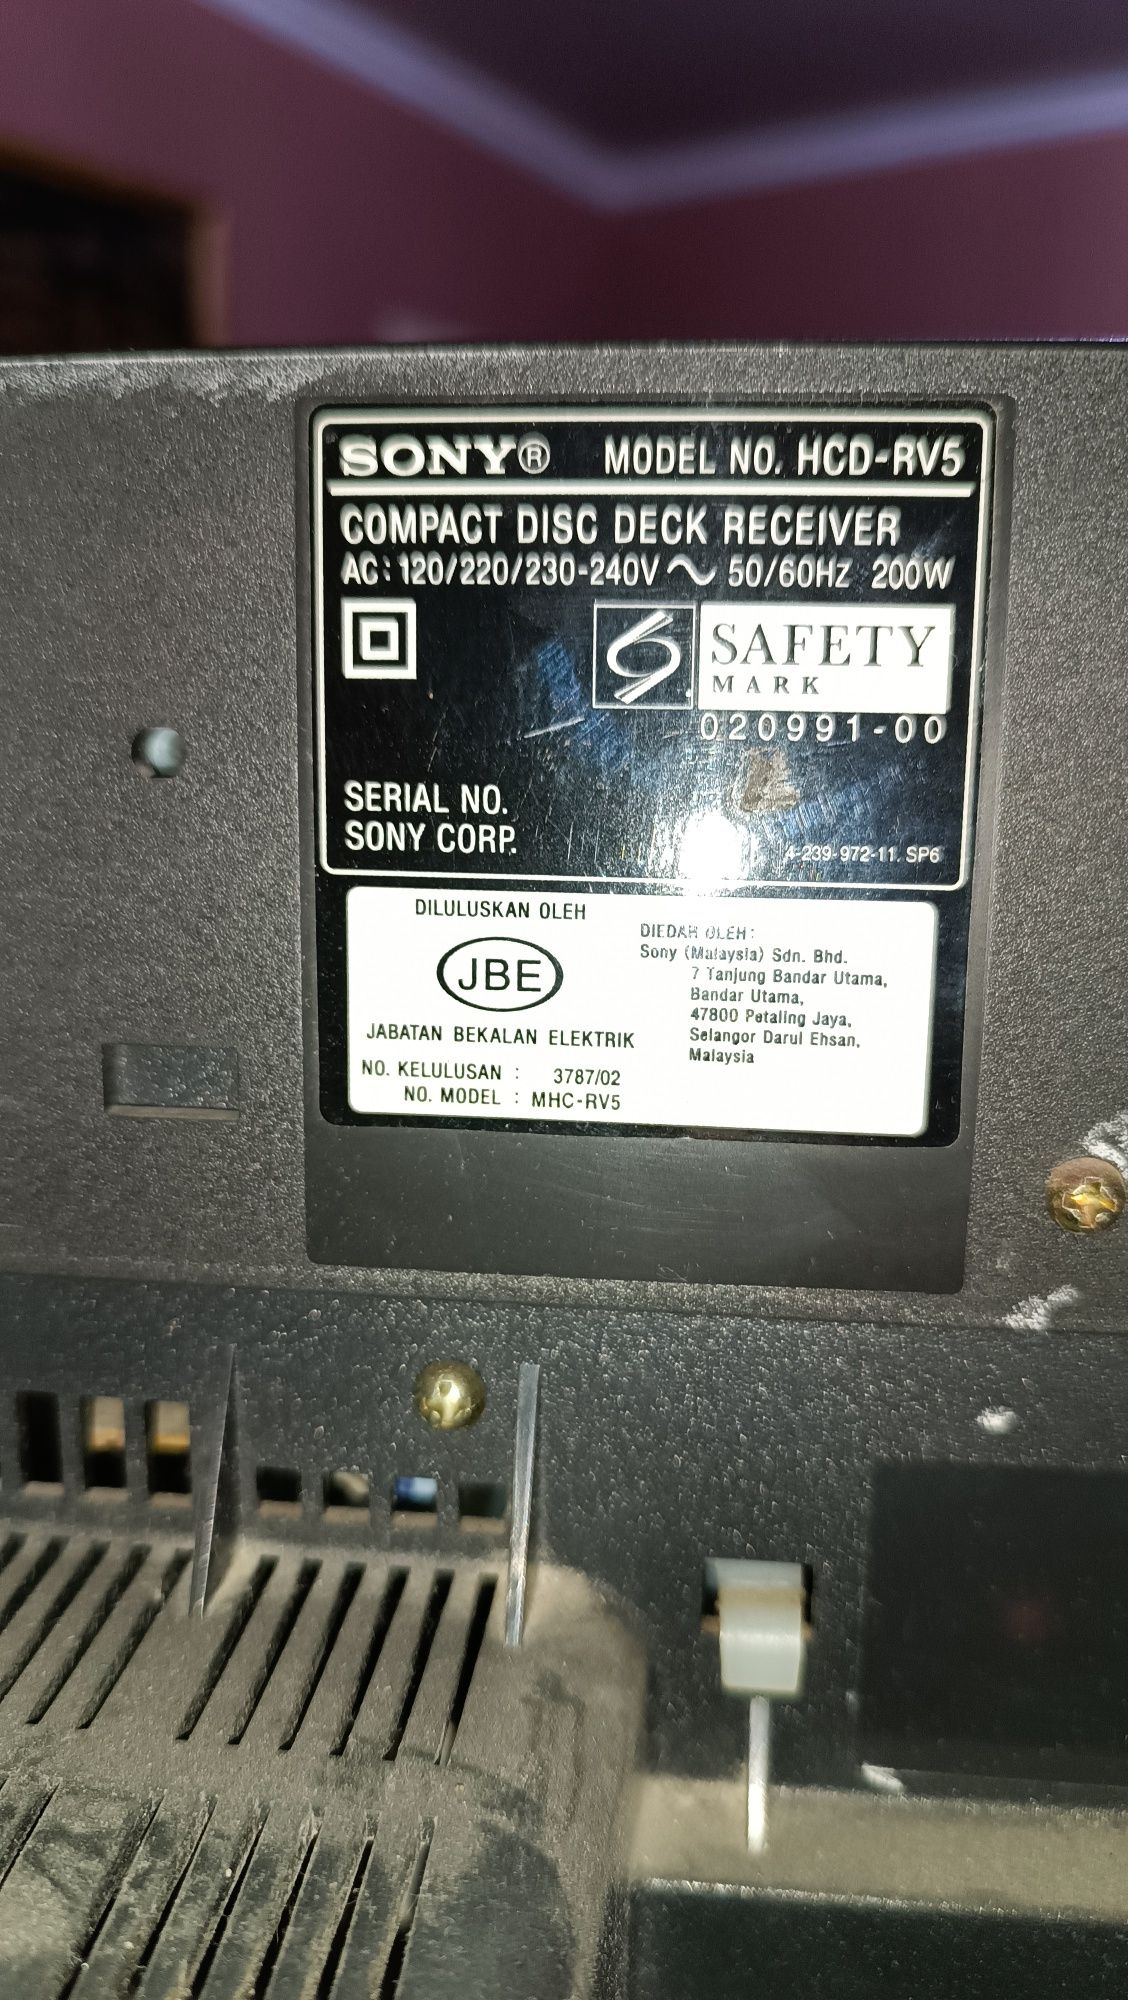 SONY® MODEL NO. HCD-RV5
COMPACT DISC DECK RECEIVER
AC: 120/220/230-240V ~ 50/60Hz 200W
SAFETY
MARK
020991-00
SERIAL NO.
SONY CORP.
4-239-972-11. SP6
DILULUSKAN OLEH
JBE
JABATAN BEKALAN ELEKTRIK
NO. KELULUSAN : 3787/02
NO. MODEL : MHC-RV5
DIEDAR OLEH:
Sony (Malaysia) Sdn. Bhd.
7 Tanjung Bandar Utama,
Bandar Utama,
47800 Petaling Jaya,
Selangor Darul Ehsan,
Malaysia